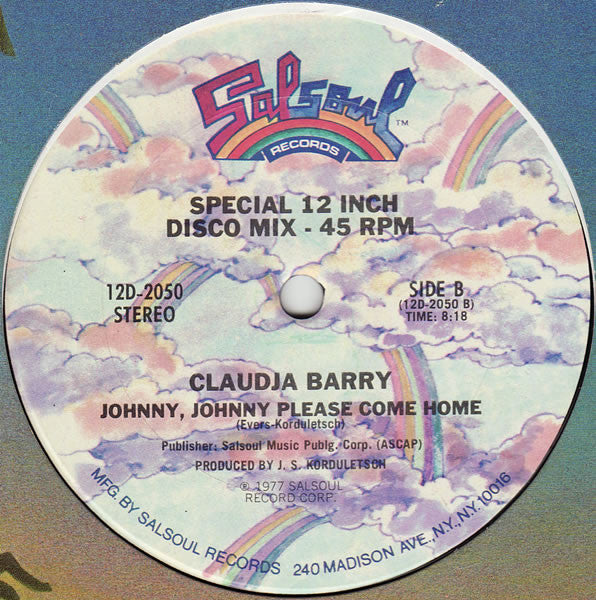 Salsoul
RECORDS
TM
SPECIAL 12 INCH
DISCO MIX - 45 RPM
12D-2050
STEREO
SIDE B
(12D-2050 B)
TIME: 8:18
CLAUDJA BARRY
JOHNNY, JOHNNY PLEASE COME HOME
(Evers-Korduletsch)
Publisher: Salsoul Music Publg. Corp. (ASCAP)
PRODUCED BY J. S. KORDULETSCH
℗ 1977 SALSOUL
RECORD CORP.
MFG. BY SALSOUL RECORDS 240 MADISON AVE., N.Y., N.Y. 10016